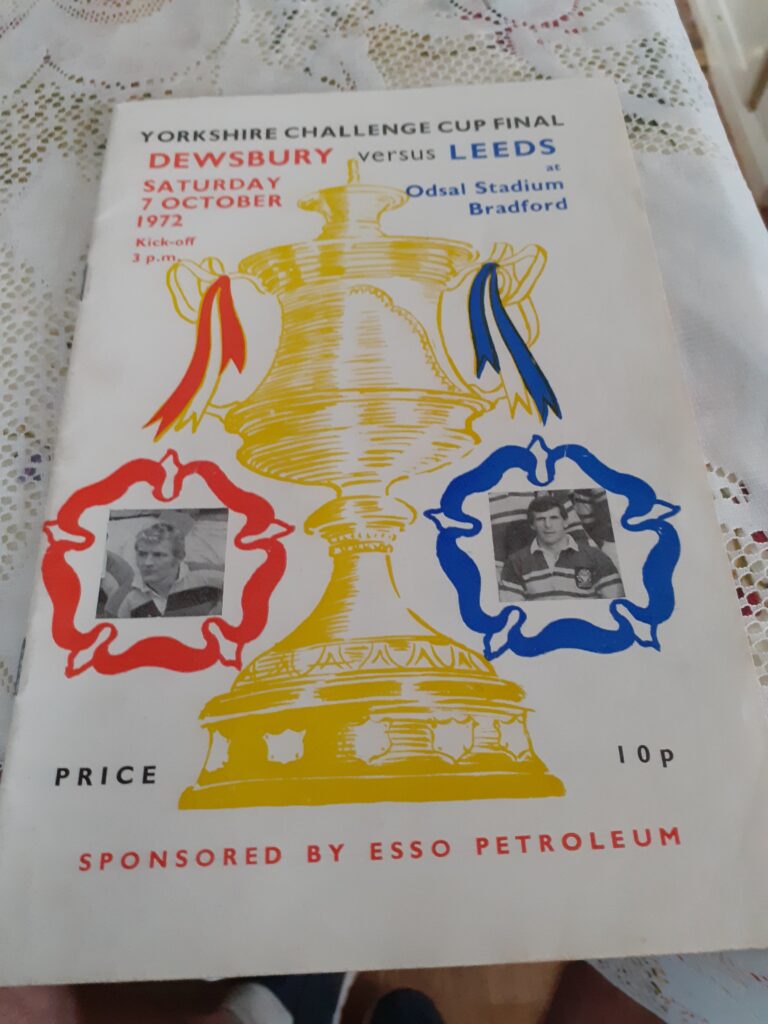 YORKSHIRE CHALLENGE CUP FINAL
DEWSBURY versus LEEDS
SATURDAY
7 OCTOBER
1972
Kick-off
3 p.m.
at
Odsal Stadium
Bradford
PRICE 10p
SPONSORED BY ESSO PETROLEUM